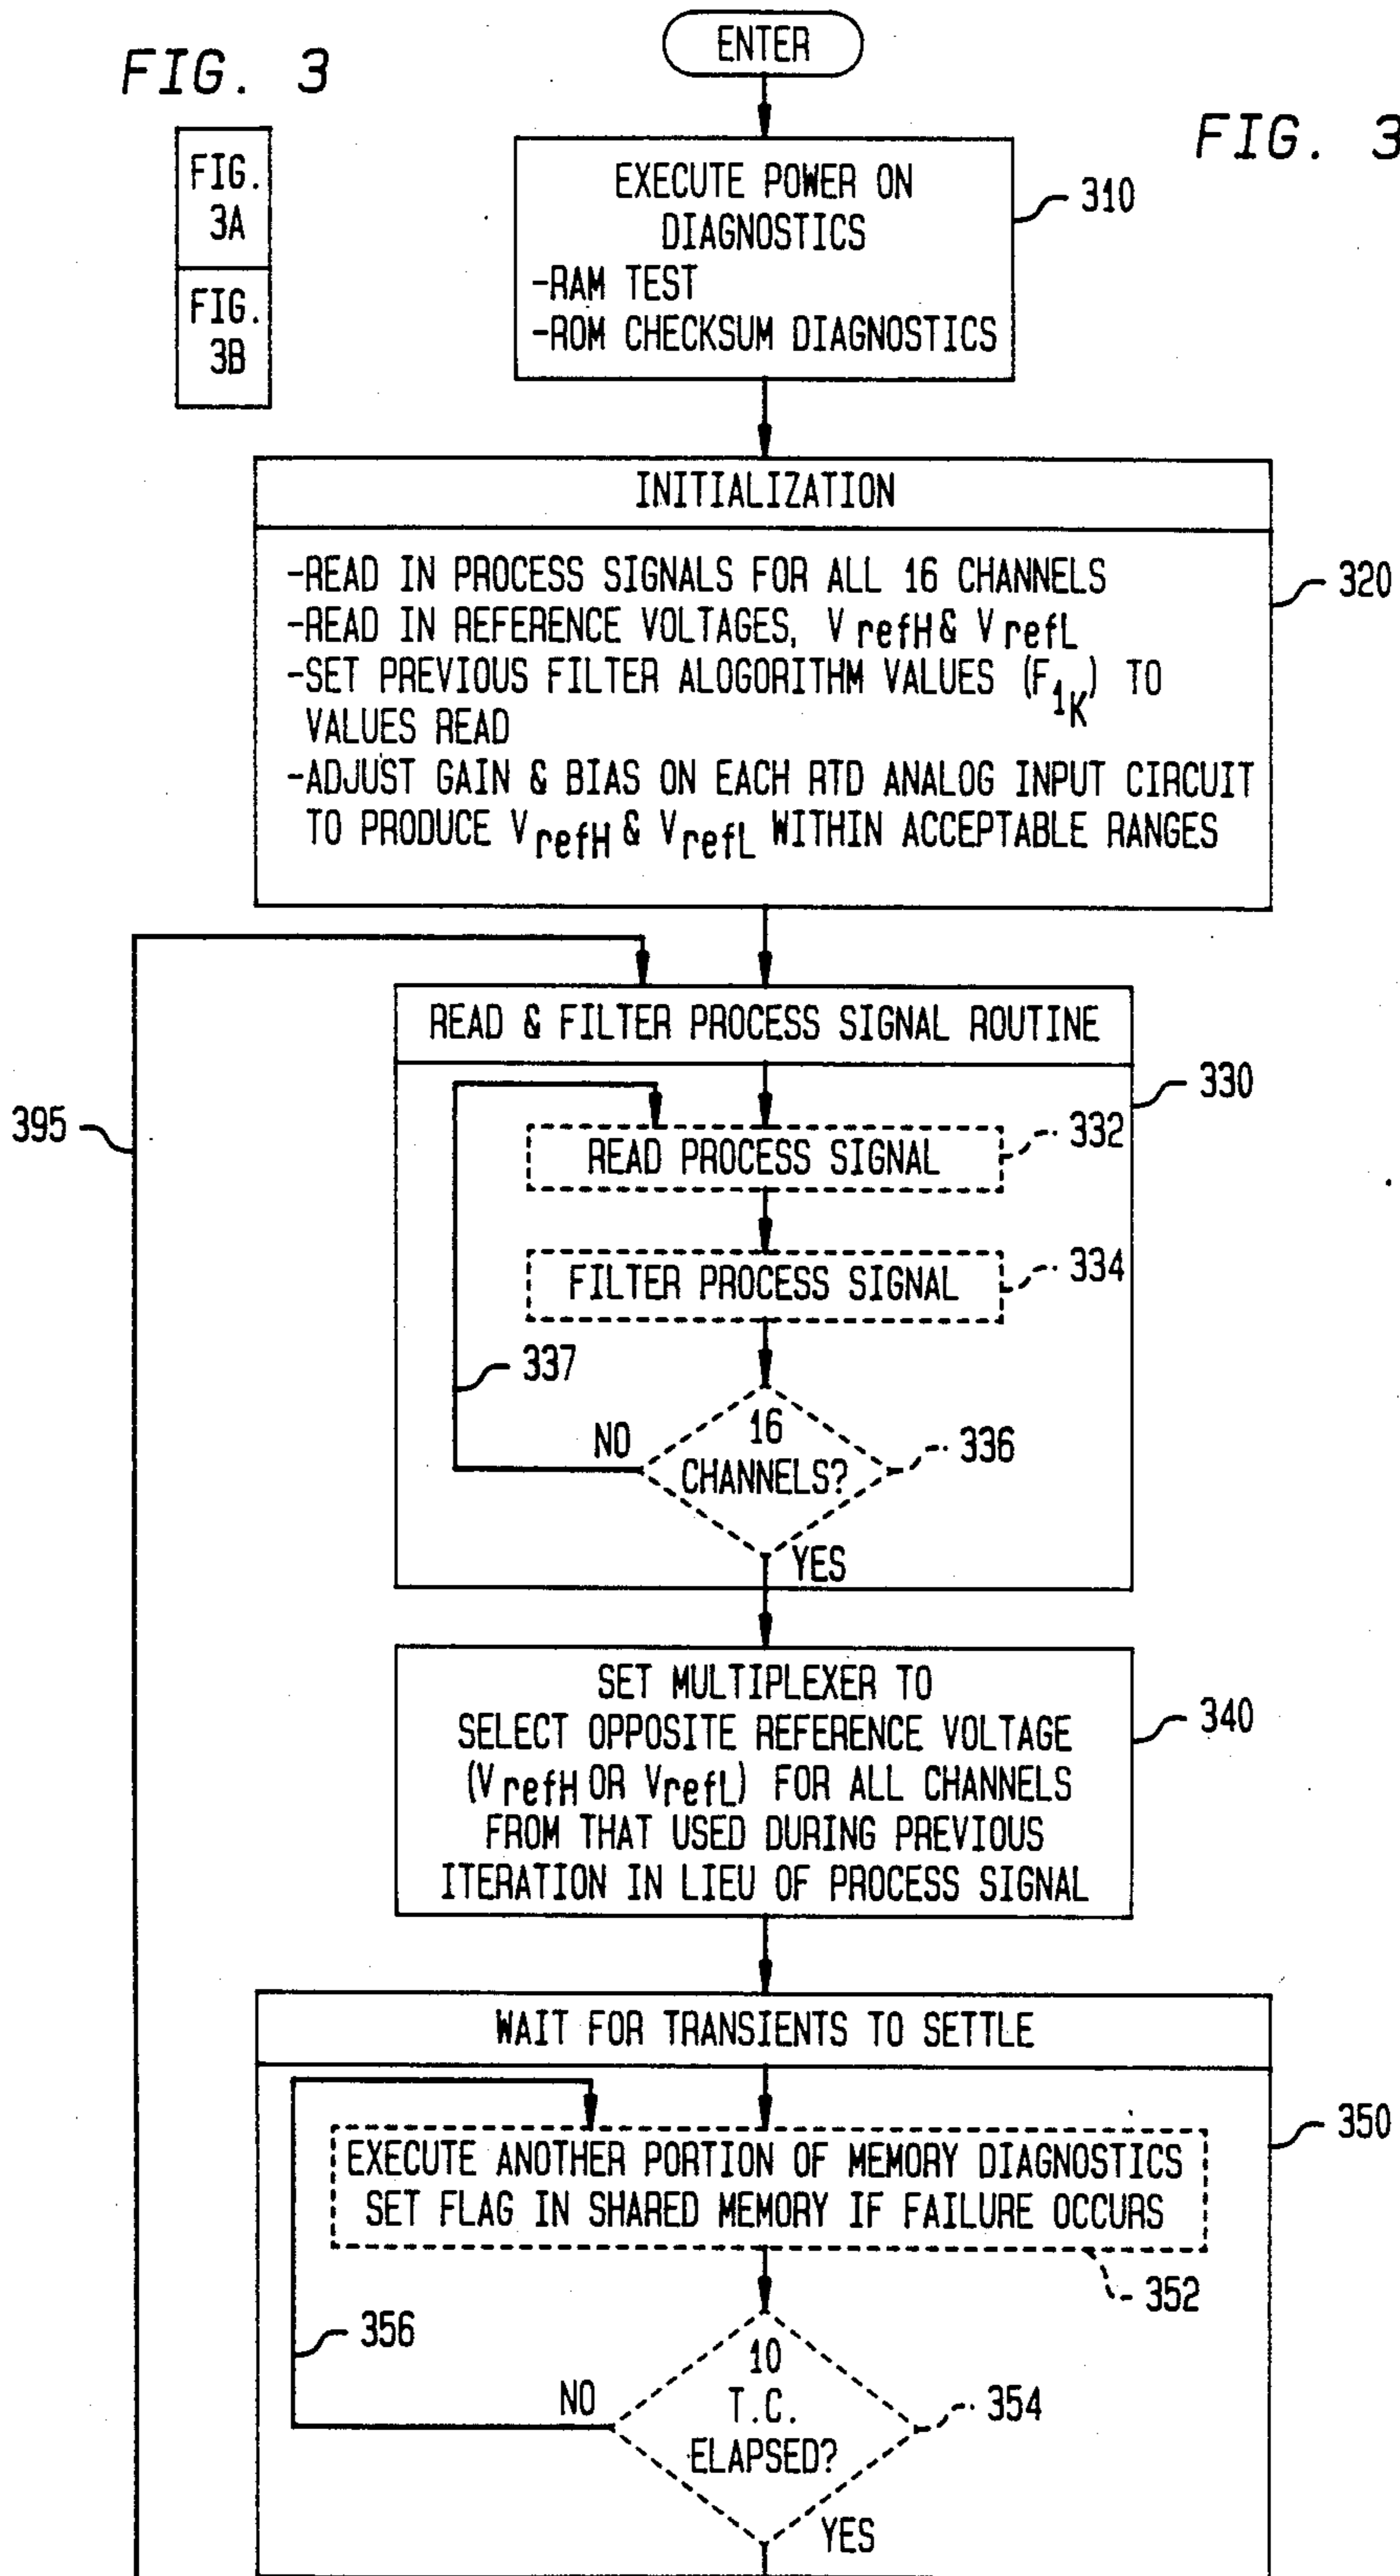 FIG. 3
FIG.
3A
FIG.
3B
ENTER
FIG. 3
EXECUTE POWER ON
DIAGNOSTICS
-RAM TEST
-ROM CHECKSUM DIAGNOSTICS
310
INITIALIZATION
-READ IN PROCESS SIGNALS FOR ALL 16 CHANNELS
-READ IN REFERENCE VOLTAGES, VrefH & VrefL
-SET PREVIOUS FILTER ALOGORITHM VALUES (F1K) TO
VALUES READ
-ADJUST GAIN & BIAS ON EACH RTD ANALOG INPUT CIRCUIT
TO PRODUCE VrefH & VrefL WITHIN ACCEPTABLE RANGES
320
395
READ & FILTER PROCESS SIGNAL ROUTINE
330
READ PROCESS SIGNAL
332
FILTER PROCESS SIGNAL
334
337
NO
16
CHANNELS?
336
YES
SET MULTIPLEXER TO
SELECT OPPOSITE REFERENCE VOLTAGE
(VrefH OR VrefL) FOR ALL CHANNELS
FROM THAT USED DURING PREVIOUS
ITERATION IN LIEU OF PROCESS SIGNAL
340
WAIT FOR TRANSIENTS TO SETTLE
350
EXECUTE ANOTHER PORTION OF MEMORY DIAGNOSTICS
SET FLAG IN SHARED MEMORY IF FAILURE OCCURS
352
356
NO
10
T.C.
ELAPSED?
354
YES